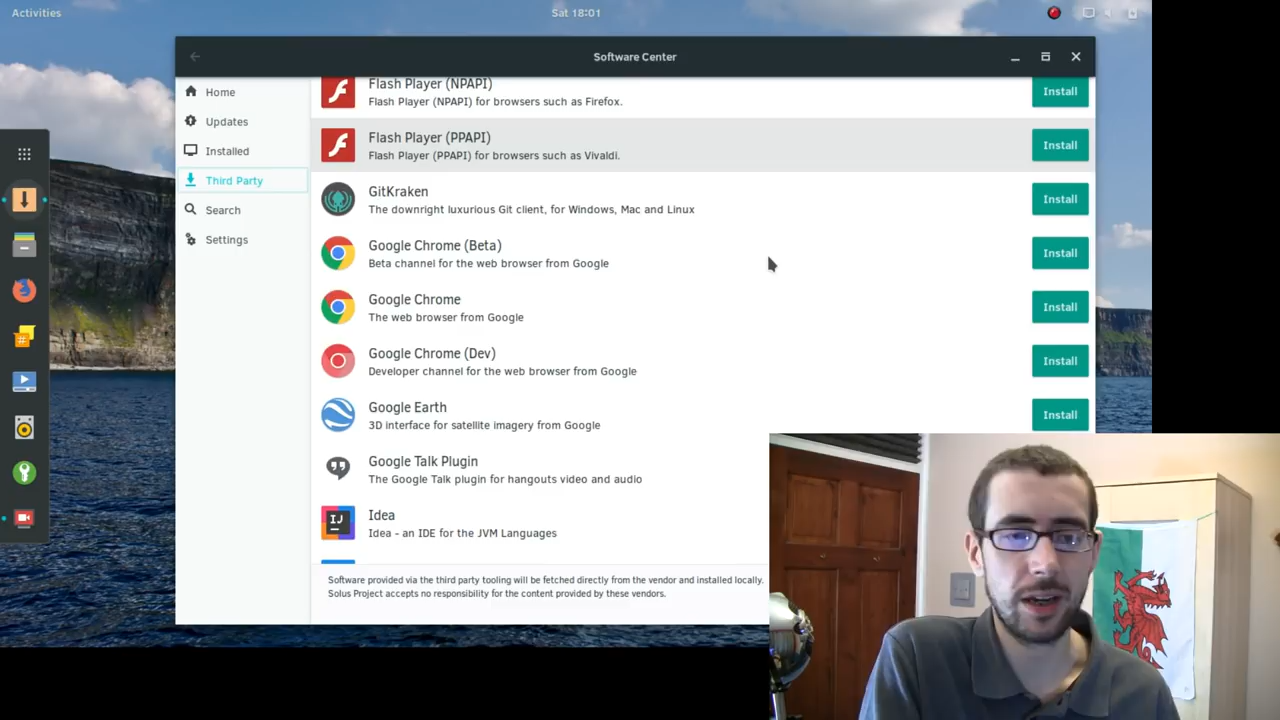 Activities
Sat 18:01
Software Center
Home
Updates
Installed
Third Party
Search
Settings
Flash Player (NPAPI)
Flash Player (NPAPI) for browsers such as Firefox.
Install
Flash Player (PPAPI)
Flash Player (PPAPI) for browsers such as Vivaldi.
Install
GitKraken
The downright luxurious Git client, for Windows, Mac and Linux
Install
Google Chrome (Beta)
Beta channel for the web browser from Google
Install
Google Chrome
The web browser from Google
Install
Google Chrome (Dev)
Developer channel for the web browser from Google
Install
Google Earth
3D interface for satellite imagery from Google
Install
Google Talk Plugin
The Google Talk plugin for hangouts video and audio
IJ
Idea
Idea - an IDE for the JVM Languages
Software provided via the third party tooling will be fetched directly from the vendor and installed locally.
Solus Project accepts no responsibility for the content provided by these vendors.